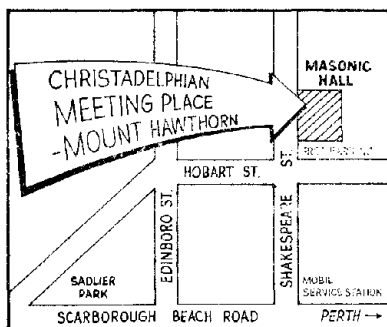 CHRISTADELPHIAN
MEETING PLACE
-MOUNT HAWTHORN
MASONIC
HALL
HOBART ST.
EDINBORO ST.
SHAKESPEARE ST.
SADLIER
PARK
MOBIL
SERVICE STATION
SCARBOROUGH BEACH ROAD
PERTH →